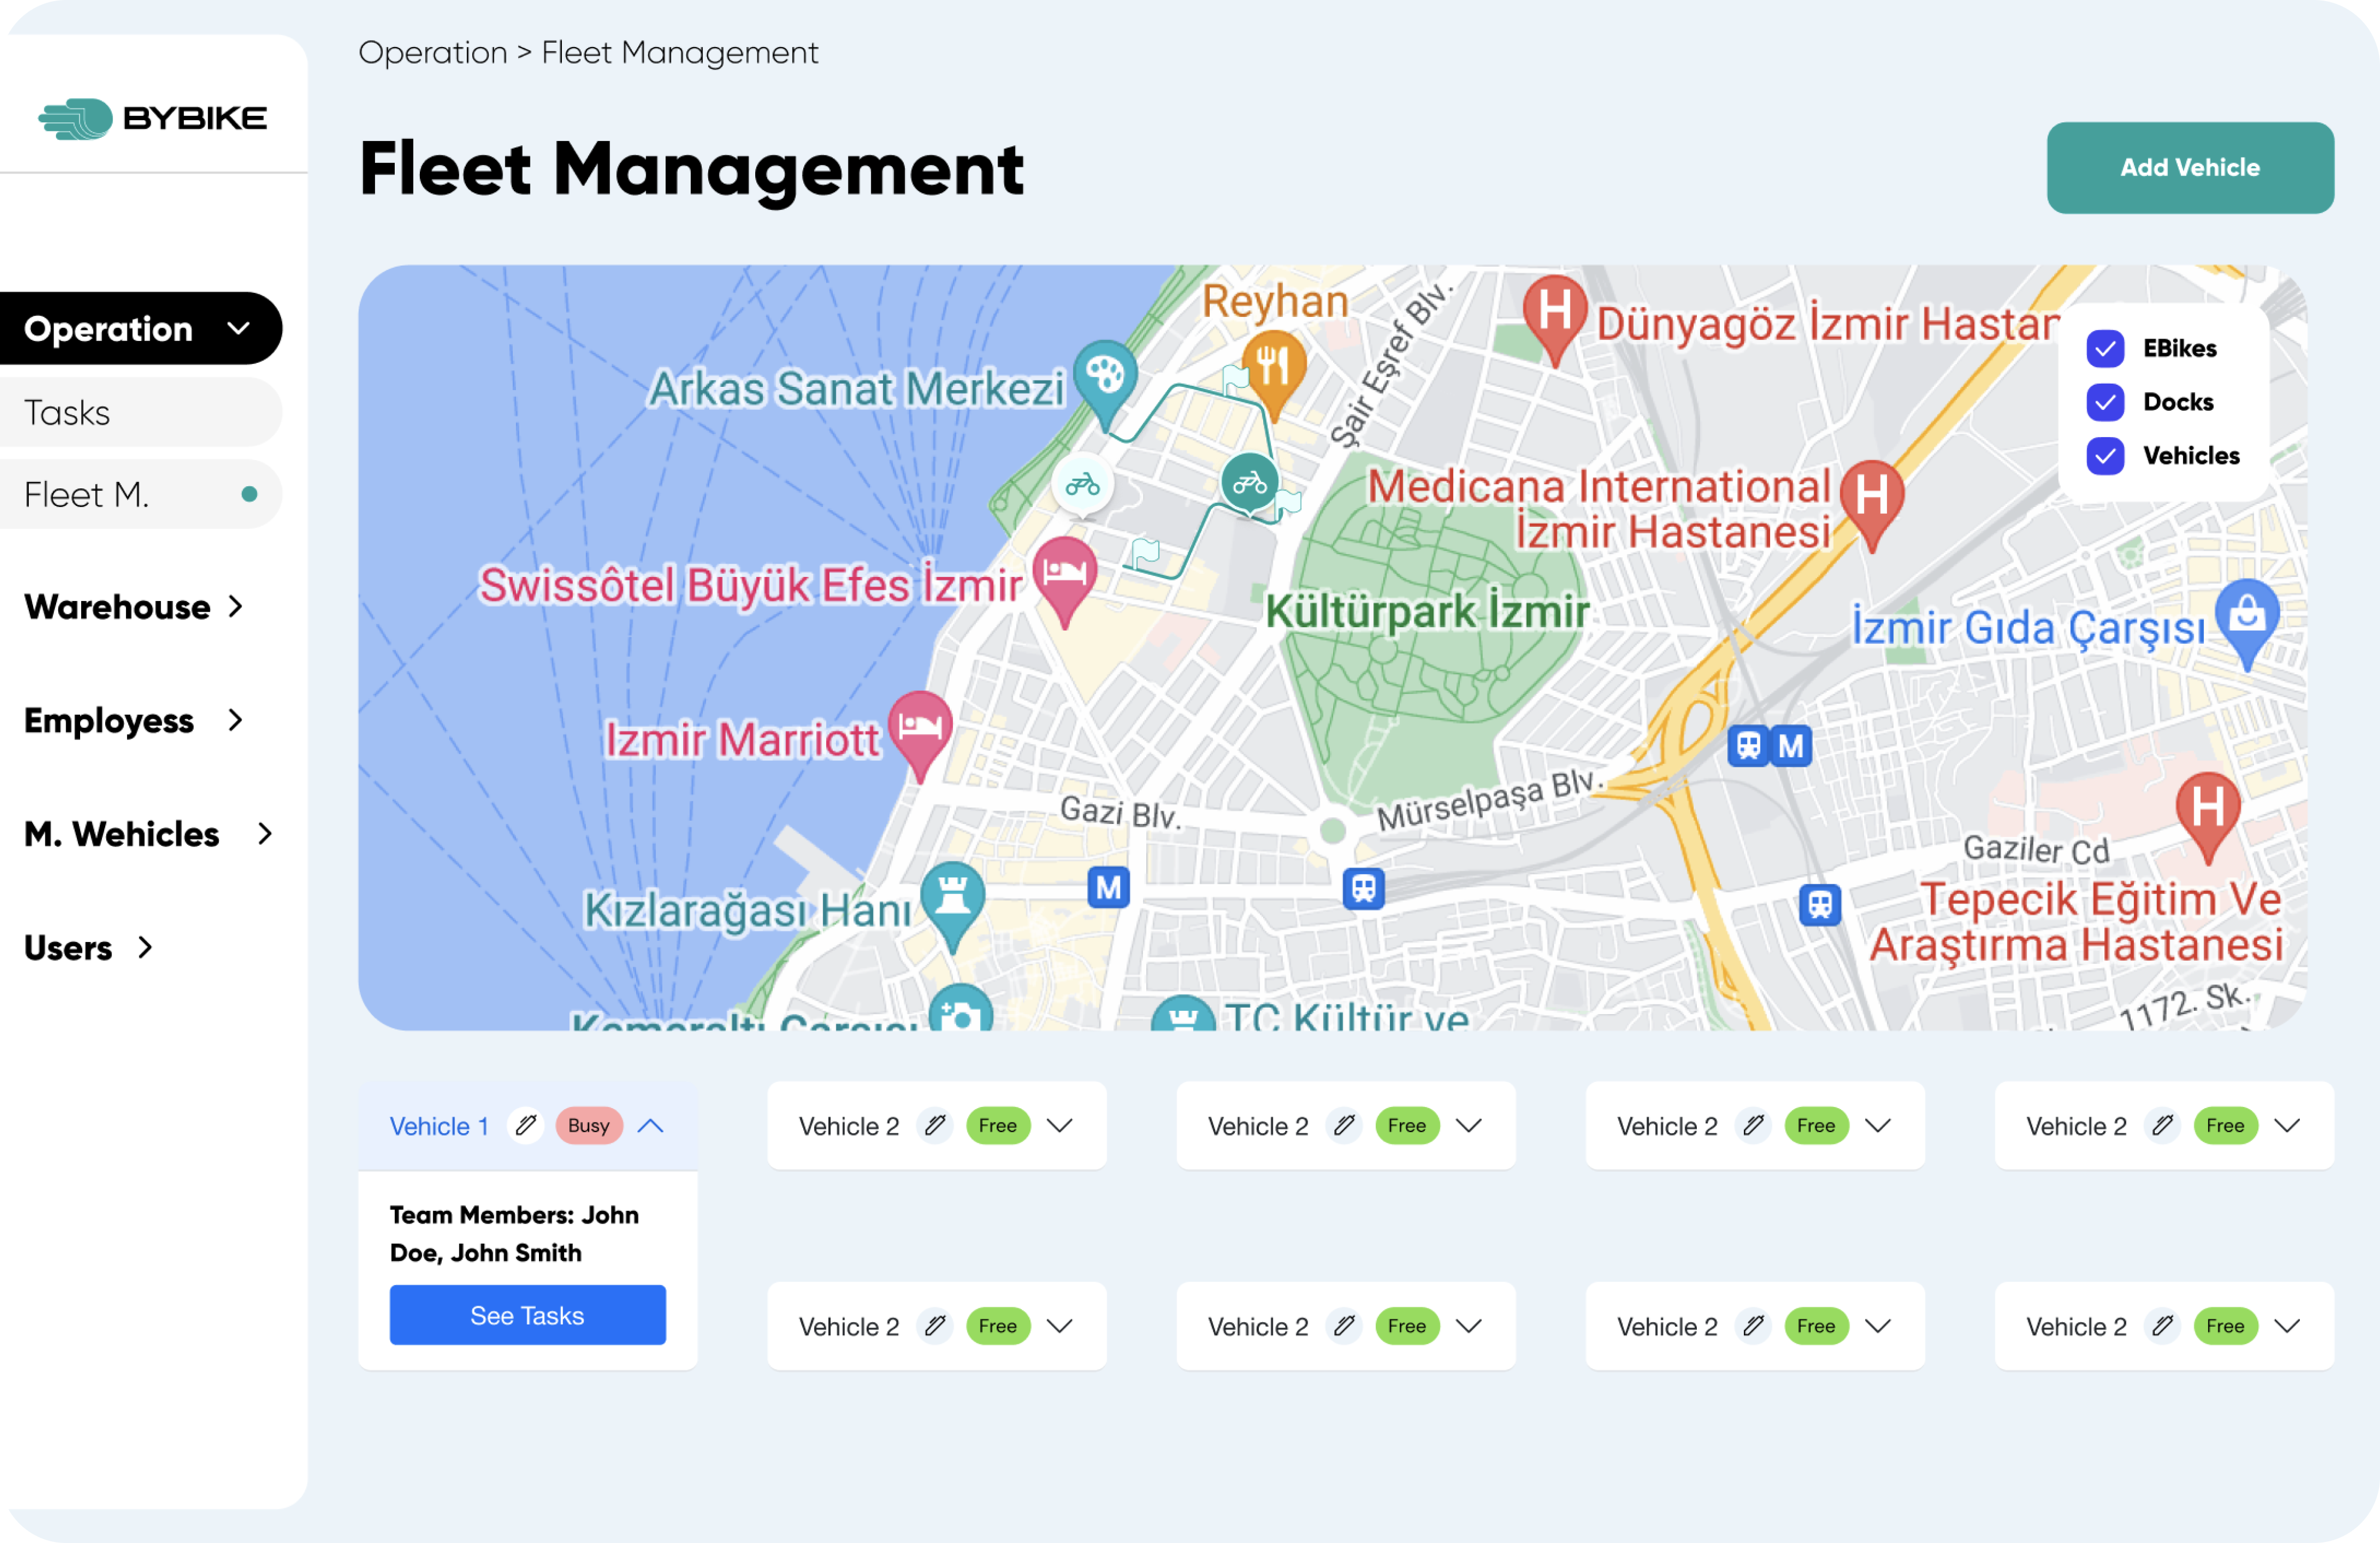 Operation > Fleet Management
BYBIKE
Fleet Management
Add Vehicle
Operation
Tasks
Fleet M.
Warehouse
Employess
M. Wehicles
Users
Reyhan
Şair Eşref Blv.
Dünyagöz İzmir Hastan
EBikes
Docks
Vehicles
Arkas Sanat Merkezi
Medicana International
İzmir Hastanesi
Swissôtel Büyük Efes İzmir
Kültürpark İzmir
İzmir Gıda Çarşısı
Izmir Marriott
M
Gazi Blv.
Mürselpaşa Blv.
Gaziler Cd
M
Kızlarağası Hanı
Tepecik Eğitim Ve
Araştırma Hastanesi
1172. Sk.
Kemeraltı Çarşısı
TC Kültür ve
Vehicle 1 Busy
Team Members: John
Doe, John Smith
See Tasks
Vehicle 2 Free
Vehicle 2 Free
Vehicle 2 Free
Vehicle 2 Free
Vehicle 2 Free
Vehicle 2 Free
Vehicle 2 Free
Vehicle 2 Free